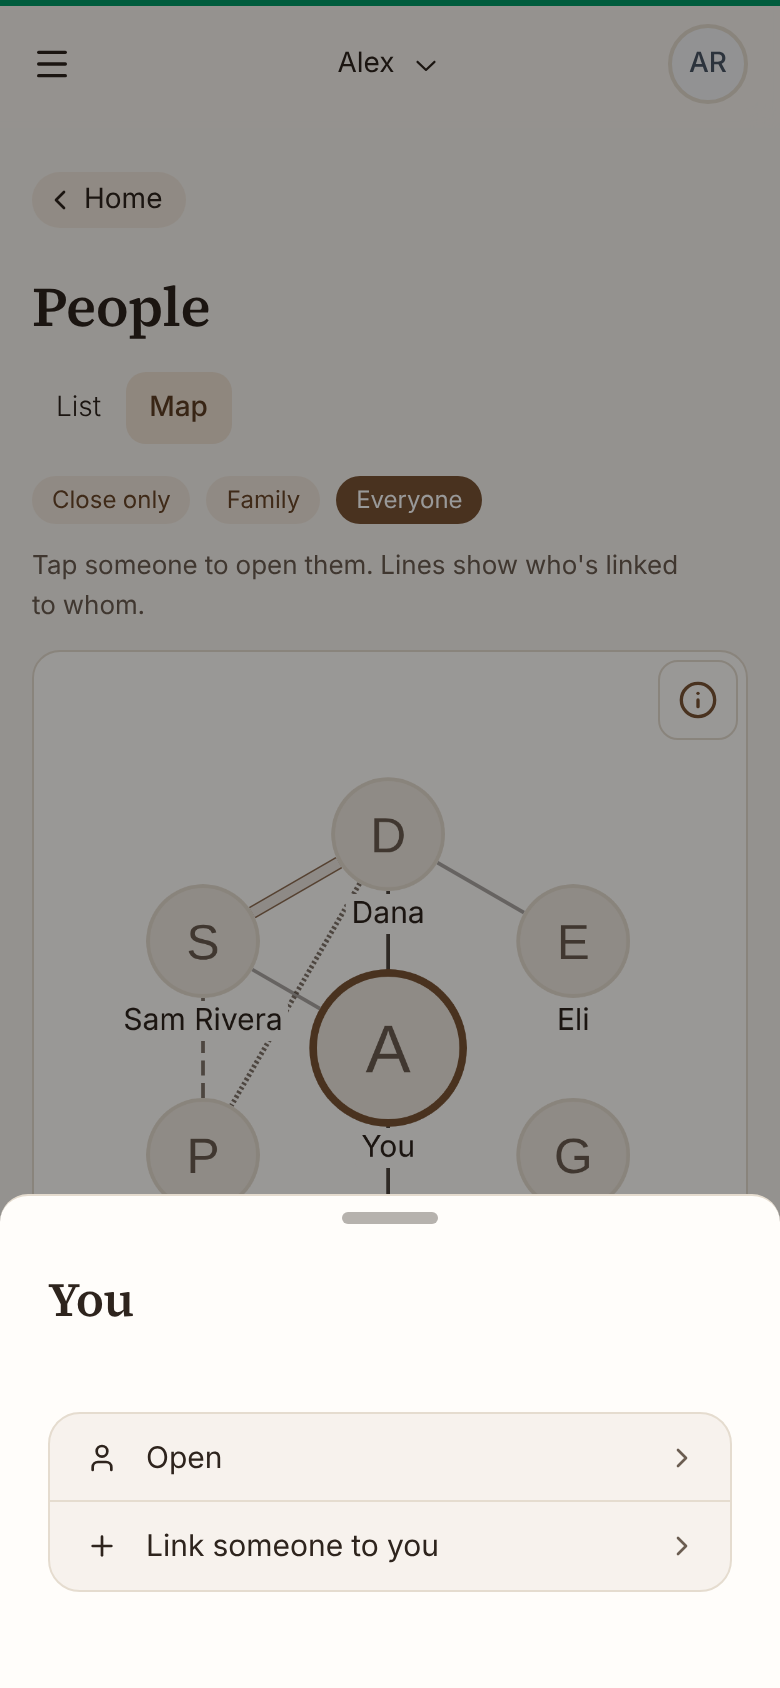 Alex
AR
Home
People
List
Map
Close only
Family
Everyone
Tap someone to open them. Lines show who's linked
to whom.
D
Dana
S
E
Sam Rivera
Eli
A
You
P
G
You
Open
Link someone to you